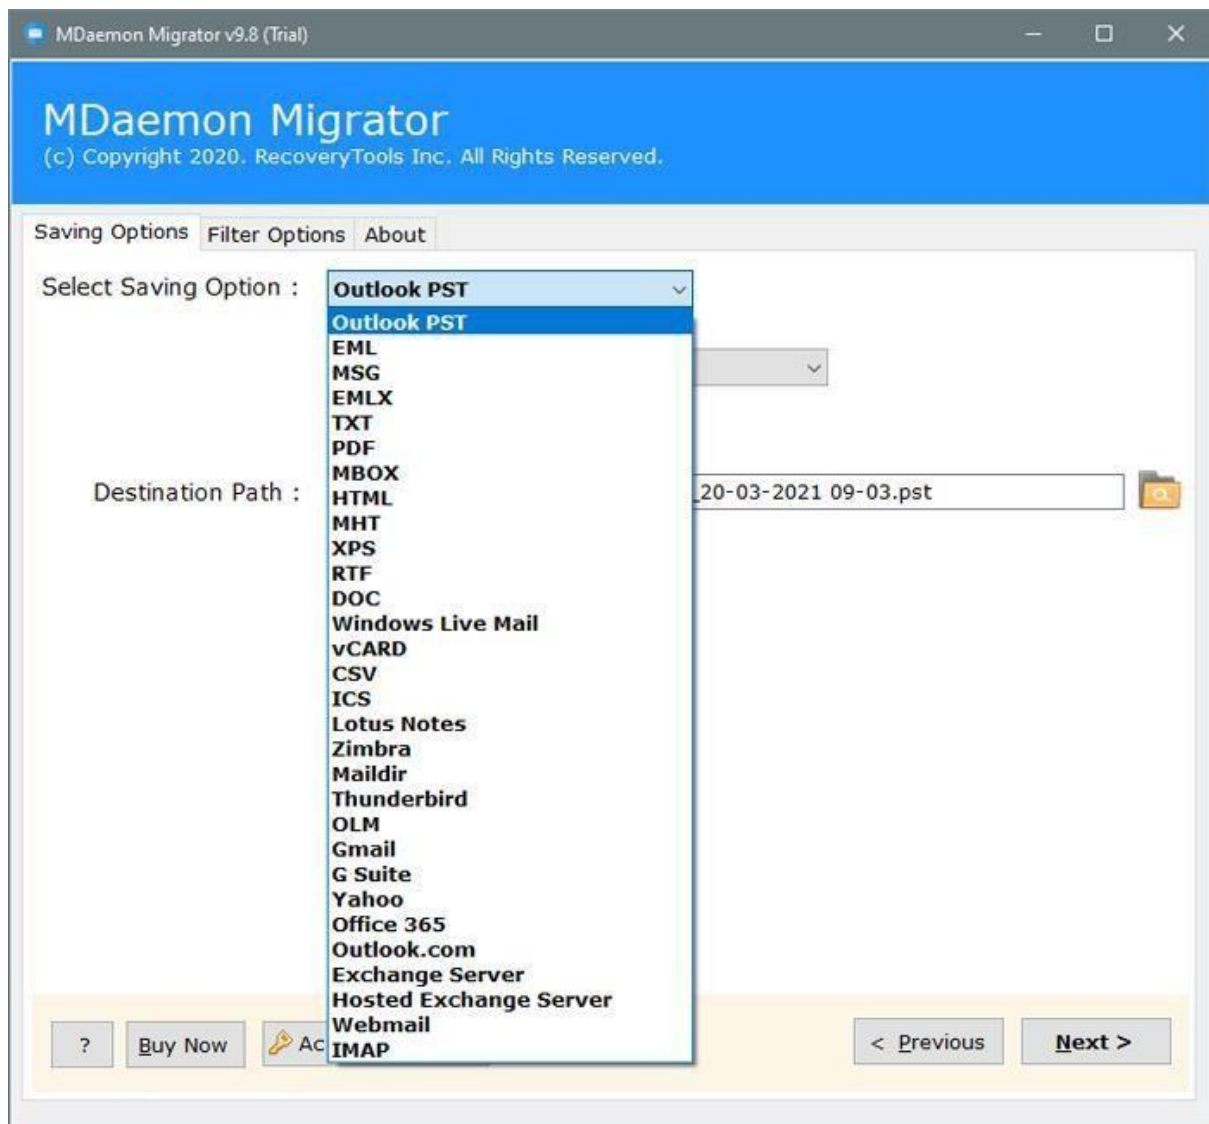 MDaemon Migrator v9.8 (Trial)
MDaemon Migrator
(c) Copyright 2020. RecoveryTools Inc. All Rights Reserved.
Saving Options Filter Options About
Select Saving Option : Outlook PST
Outlook PST
EML
MSG
EMLX
TXT
PDF
MBOX
Destination Path : _20-03-2021 09-03.pst
HTML
MHT
XPS
RTF
DOC
Windows Live Mail
vCARD
CSV
ICS
Lotus Notes
Zimbra
Maildir
Thunderbird
OLM
Gmail
G Suite
Yahoo
Office 365
Outlook.com
Exchange Server
Hosted Exchange Server
Webmail
IMAP
? Buy Now Ac < Previous Next >